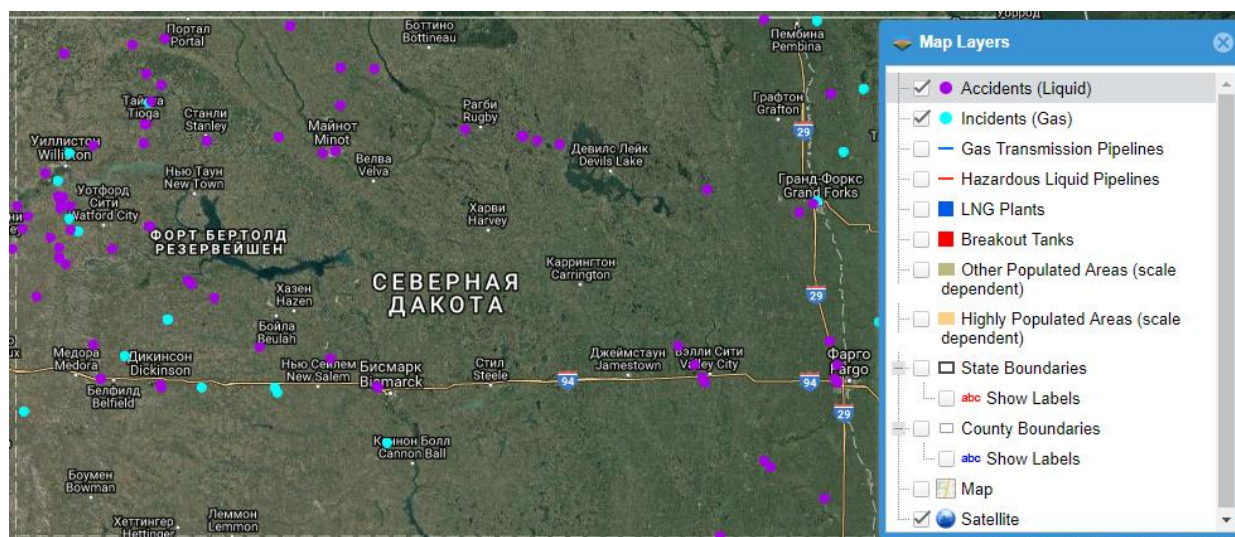 Портал
Portal
Боттино
Bottineau
Пембина
Pembina
Тайога
Tioga
Станли
Stanley
Майнот
Minot
Рагби
Rugby
Графтон
Grafton
29
Уиллистон
Williston
Велва
Velva
Девилс Лейк
Devils Lake
Нью Таун
New Town
Уотфорд
Сити
Watford City
Гранд-Форкс
Grand Forks
Харви
Harvey
ФОРТ БЕРТОЛД
РЕЗЕРВЕЙШЕН
Каррингтон
Carrington
СЕВЕРНАЯ
ДАКОТА
Хазен
Hazen
29
Бойла
Beulah
Медора
Medora
Дикинсон
Dickinson
Нью Сейлем
New Salem
Бисмарк
Bismarck
Стил
Steele
Джеймстаун
Jamestown
Вэлли Сити
Valley City
Фарго
Fargo
94
94
Белфилд
Belfield
29
Кэннон Болл
Cannon Ball
Боумен
Bowman
Хеттингер
Hettinger
Леммон
Lemmon
Map Layers
Accidents (Liquid)
Incidents (Gas)
Gas Transmission Pipelines
Hazardous Liquid Pipelines
LNG Plants
Breakout Tanks
Other Populated Areas (scale
dependent)
Highly Populated Areas (scale
dependent)
State Boundaries
abc Show Labels
County Boundaries
abc Show Labels
Map
Satellite